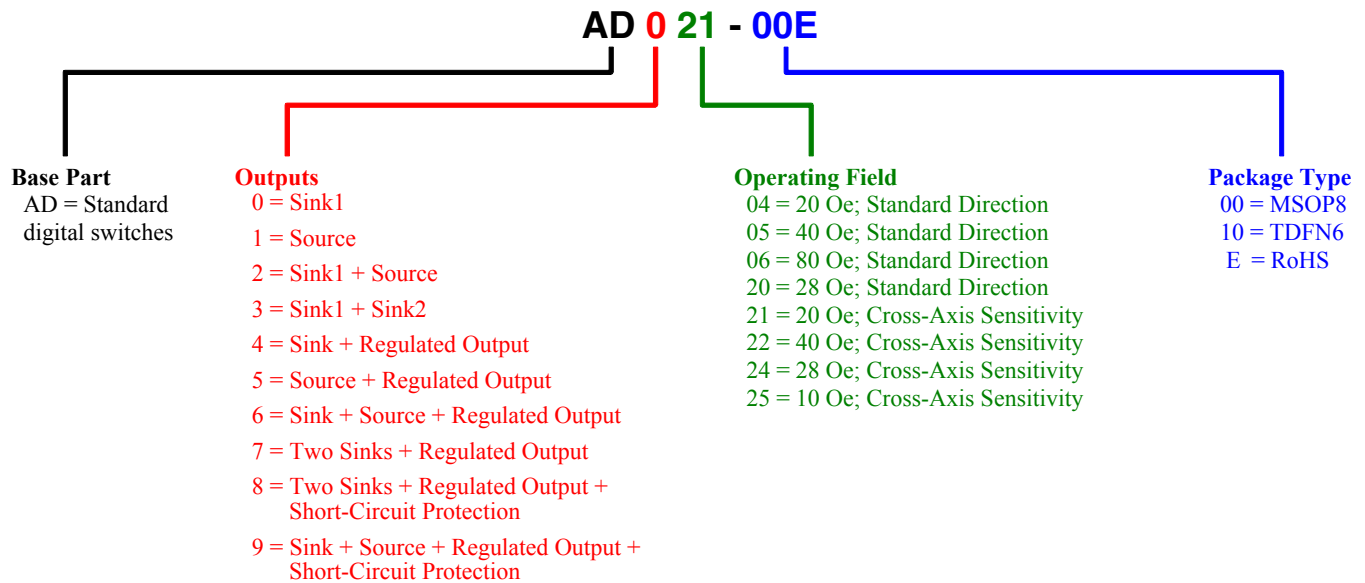 AD 0 21 - 00E
Base Part
AD = Standard
digital switches
Outputs
0 = Sink1
1 = Source
2 = Sink1 + Source
3 = Sink1 + Sink2
4 = Sink + Regulated Output
5 = Source + Regulated Output
6 = Sink + Source + Regulated Output
7 = Two Sinks + Regulated Output
8 = Two Sinks + Regulated Output +
Short-Circuit Protection
9 = Sink + Source + Regulated Output +
Short-Circuit Protection
Operating Field
04 = 20 Oe; Standard Direction
05 = 40 Oe; Standard Direction
06 = 80 Oe; Standard Direction
20 = 28 Oe; Standard Direction
21 = 20 Oe; Cross-Axis Sensitivity
22 = 40 Oe; Cross-Axis Sensitivity
24 = 28 Oe; Cross-Axis Sensitivity
25 = 10 Oe; Cross-Axis Sensitivity
Package Type
00 = MSOP8
10 = TDFN6
E = RoHS